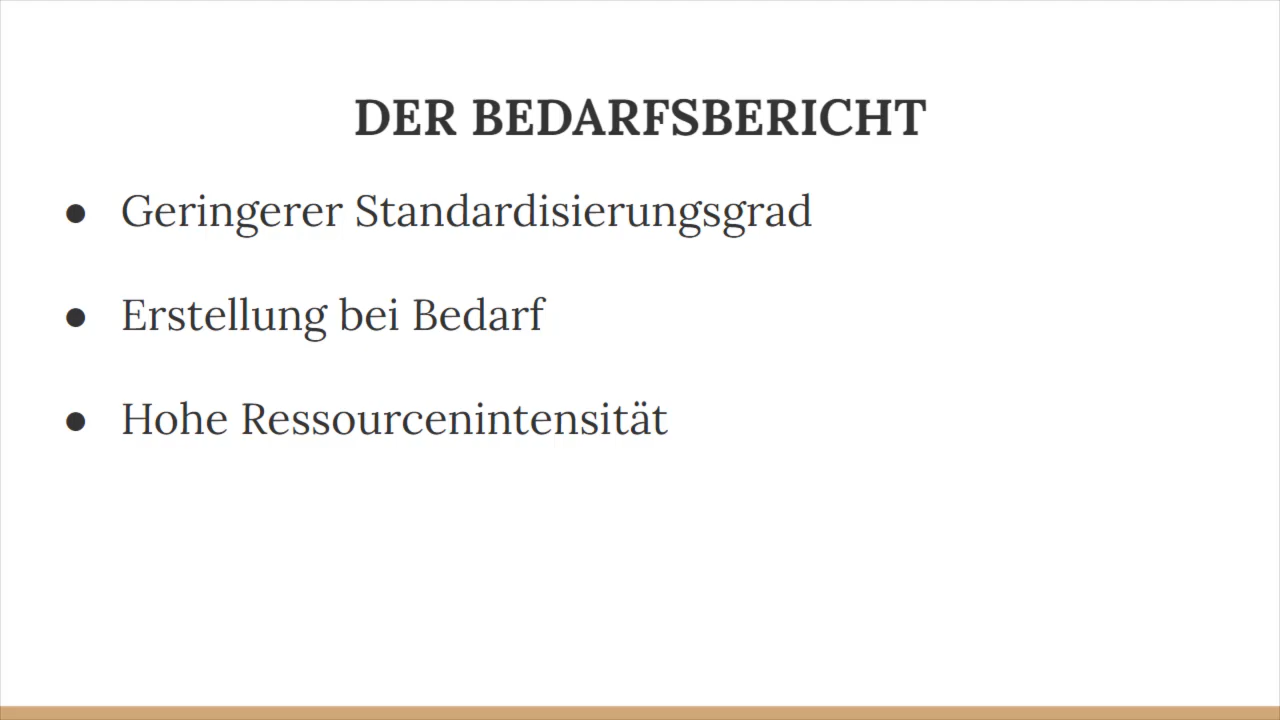 DER BEDARFSBERICHT
● Geringerer Standardisierungsgrad
● Erstellung bei Bedarf
● Hohe Ressourcenintensität